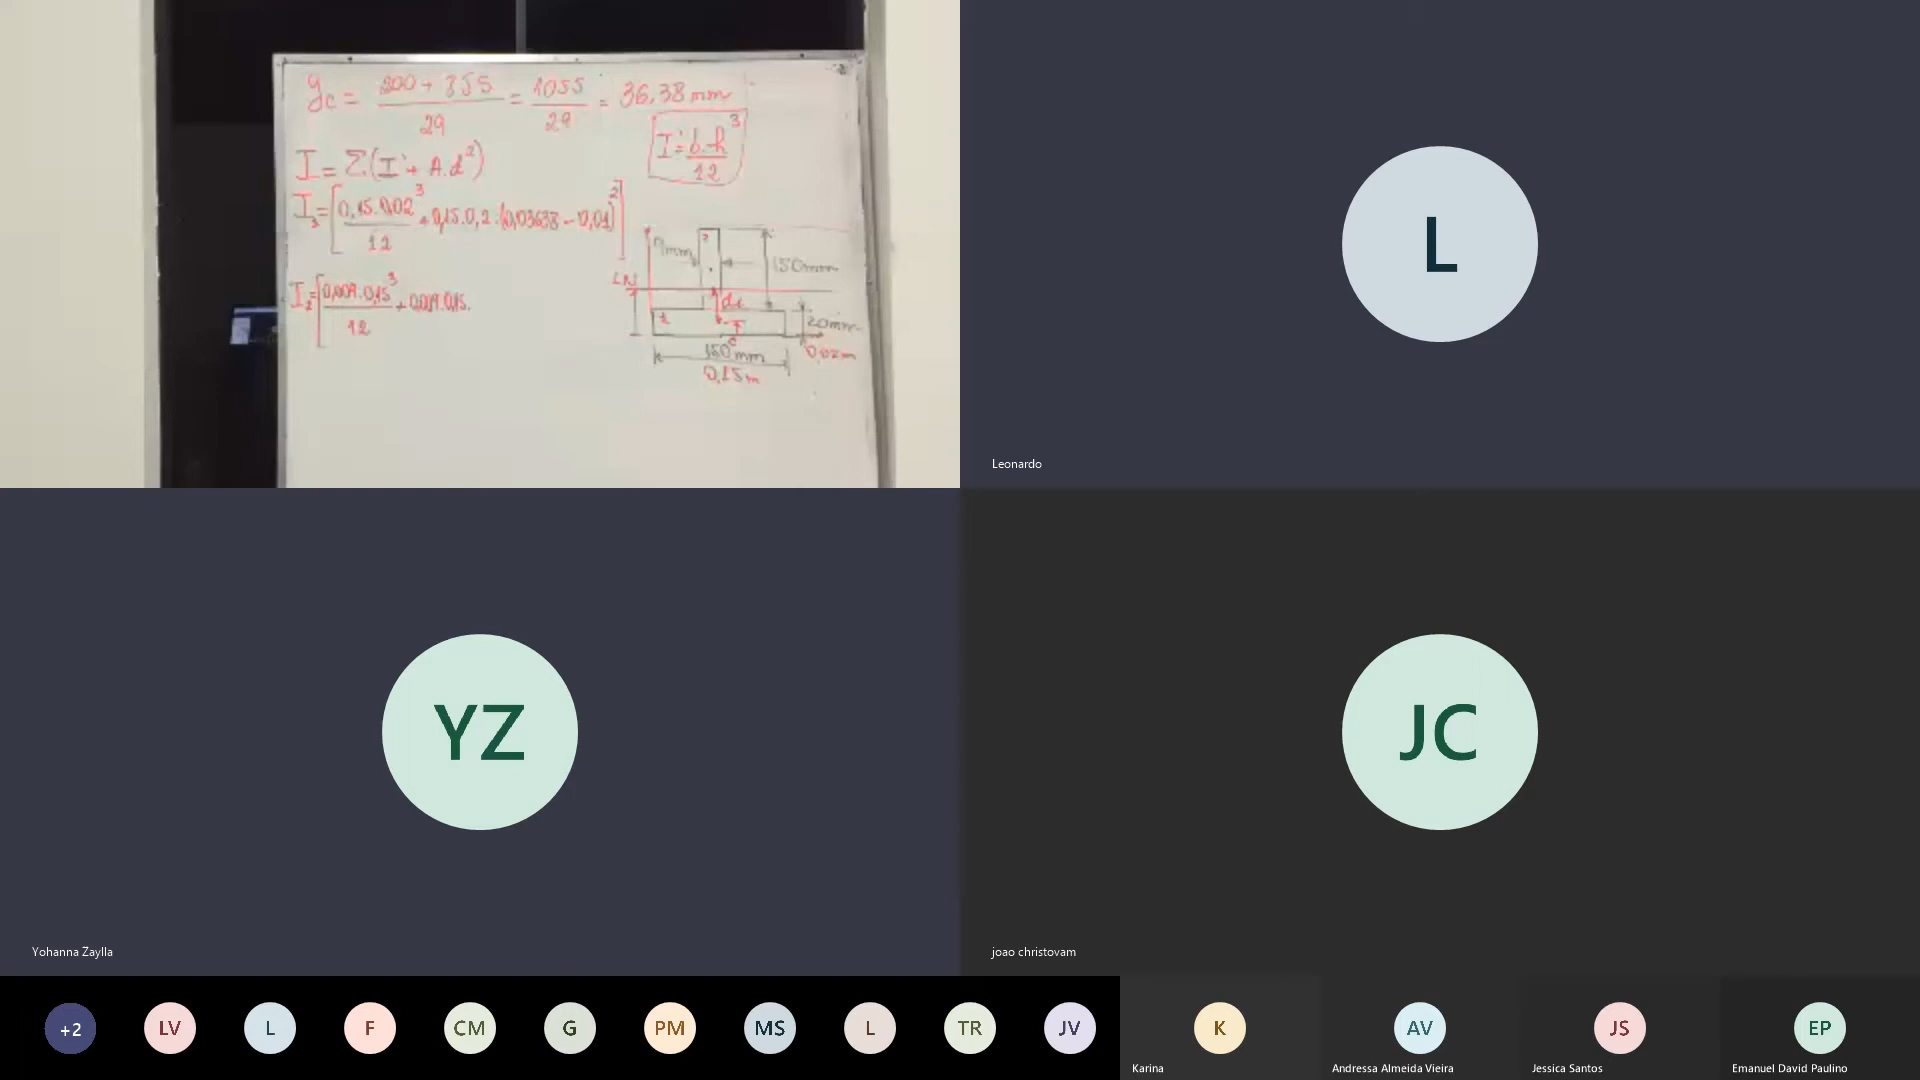 yc = 200 + 855 / 29 = 1055 / 29 = 36,38 mm
I = b.h³ / 12
I = Σ(I + A.d²)
= [0,15.0,02³ / 12 + 0,15.0,2.(0,03638 - 0,01)²]
I2 = [0,009.0,15³ / 12 + 0,009.0,15.
9mm
150mm
LN
20mm
0,02m
150mm
0,15m
L
Leonardo
YZ
Yohanna Zaylla
JC
joao christovam
+2
LV
L
F
CM
G
PM
MS
L
TR
JV
K
Karina
AV
Andressa Almeida Vieira
JS
Jessica Santos
EP
Emanuel David Paulino